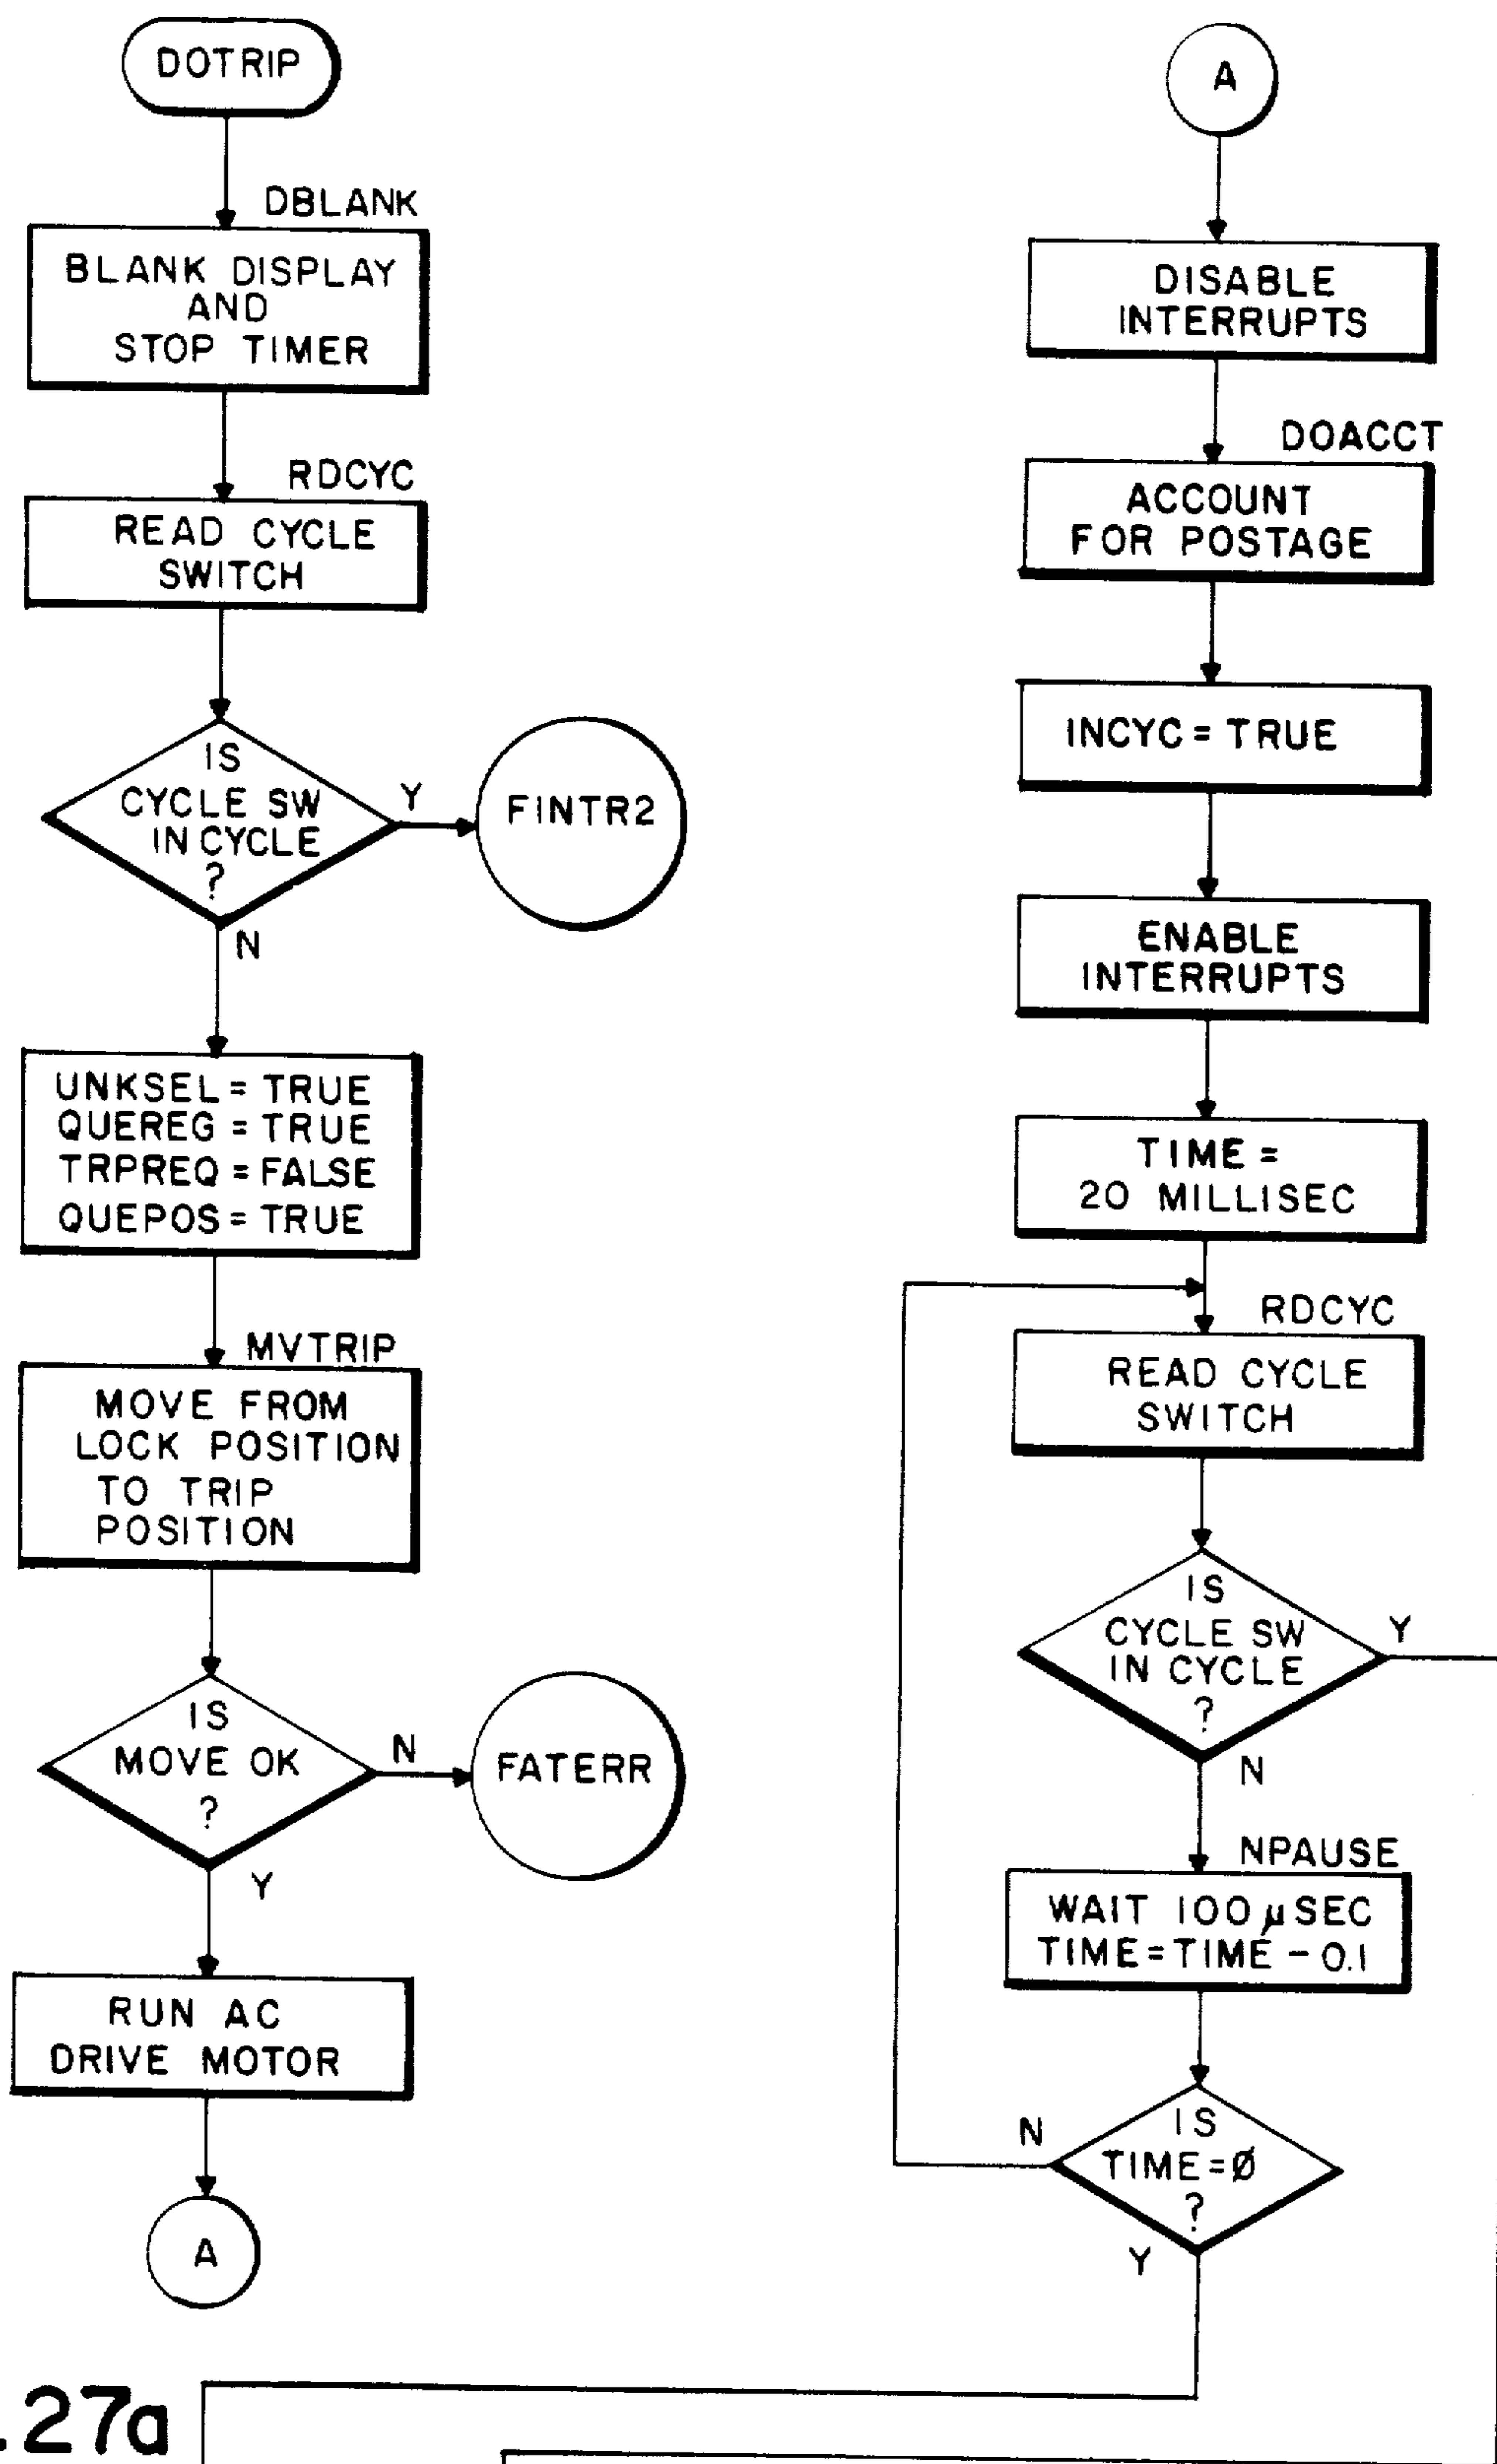 DOTRIP
DBLANK
BLANK DISPLAY
AND
STOP TIMER
RDCYC
READ CYCLE
SWITCH
IS
CYCLE SW
IN CYCLE
?
Y
FINTR2
N
UNKSEL = TRUE
QUEREG = TRUE
TRPREQ = FALSE
QUEPOS = TRUE
MVTRIP
MOVE FROM
LOCK POSITION
TO TRIP
POSITION
IS
MOVE OK
?
N
FATERR
Y
RUN AC
DRIVE MOTOR
A
A
DISABLE
INTERRUPTS
DOACCT
ACCOUNT
FOR POSTAGE
INCYC = TRUE
ENABLE
INTERRUPTS
TIME =
20 MILLISEC
RDCYC
READ CYCLE
SWITCH
IS
CYCLE SW
IN CYCLE
?
Y
N
NPAUSE
WAIT 100 μSEC
TIME = TIME - 0.1
IS
TIME = Ø
?
N
Y
.27a